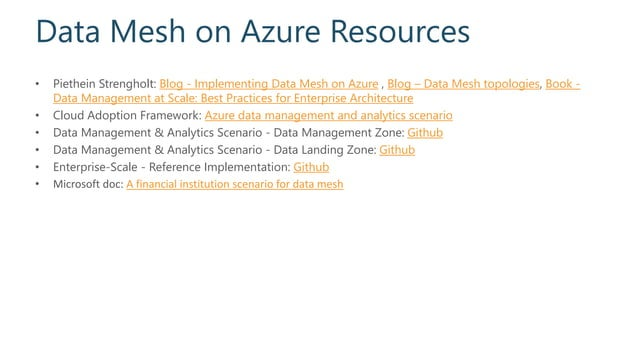 Data Mesh on Azure Resources
• Piethein Strengholt: Blog - Implementing Data Mesh on Azure , Blog – Data Mesh topologies, Book -
Data Management at Scale: Best Practices for Enterprise Architecture
• Cloud Adoption Framework: Azure data management and analytics scenario
• Data Management & Analytics Scenario - Data Management Zone: Github
• Data Management & Analytics Scenario - Data Landing Zone: Github
• Enterprise-Scale - Reference Implementation: Github
• Microsoft doc: A financial institution scenario for data mesh